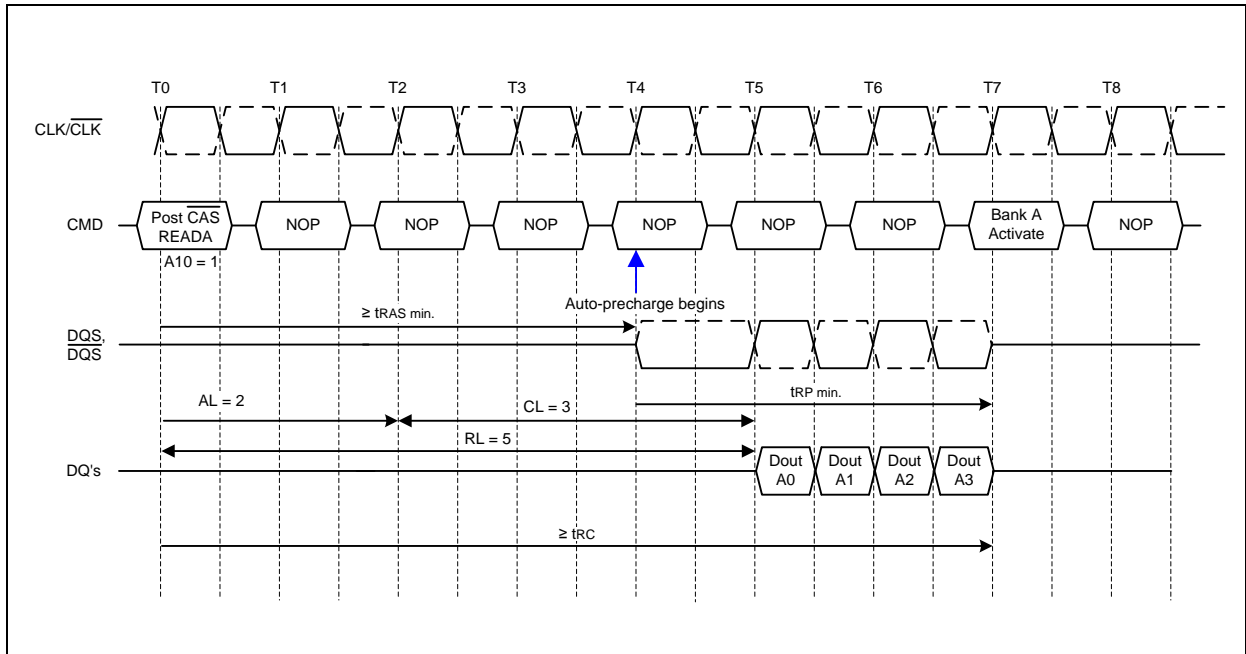 T0 T1 T2 T3 T4 T5 T6 T7 T8
CLK/CLK
CMD
Post CAS
READA
NOP NOP NOP NOP NOP NOP
Bank A
Activate
NOP
A10 = 1
Auto-precharge begins
≥ tRAS min.
DQS,
DQS
tRP min.
AL = 2
CL = 3
RL = 5
DQ's
Dout
A0
Dout
A1
Dout
A2
Dout
A3
≥ tRC